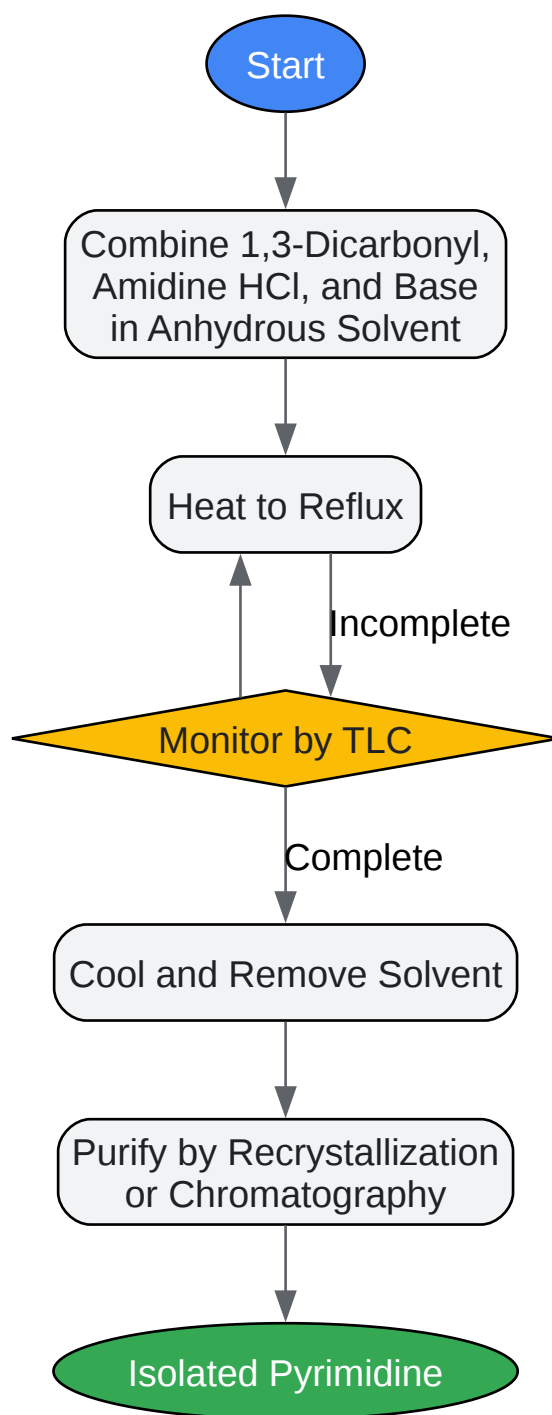 Start
Combine 1,3-Dicarbonyl,
Amidine HCl, and Base
in Anhydrous Solvent
Heat to Reflux
Incomplete
Monitor by TLC
Complete
Cool and Remove Solvent
Purify by Recrystallization
or Chromatography
Isolated Pyrimidine